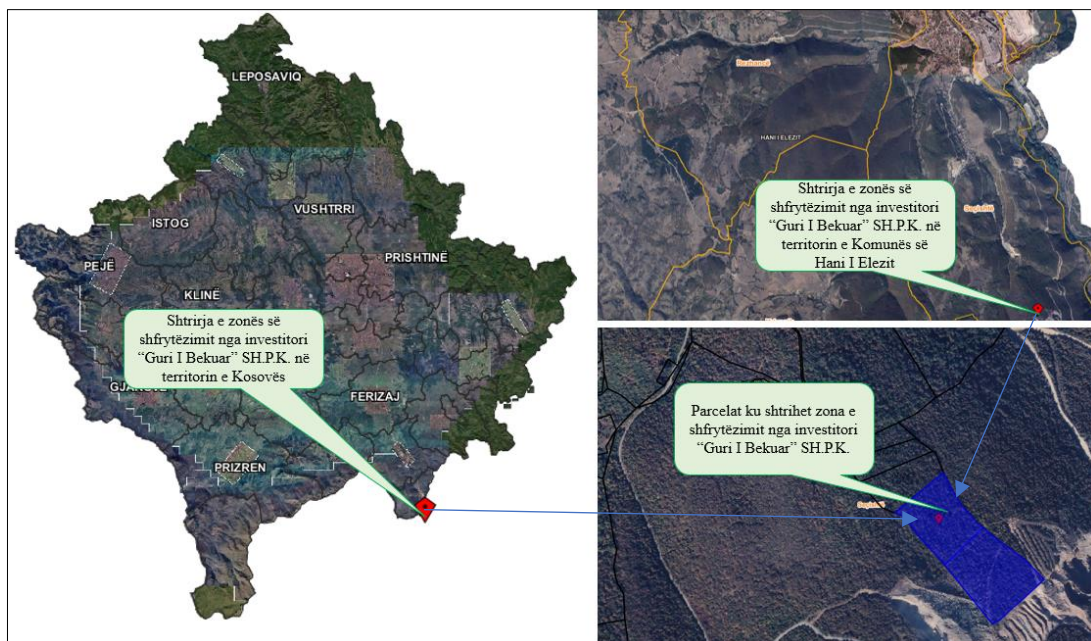 LEPOSAVIQ
VUSHTRRI
ISTOG
PRISHTINË
PEJË
KLINË
Shtrirja e zonës së
shfrytëzimit nga investitori
“Guri I Bekuar” SH.P.K. në
territorin e Kosovës
FERIZAJ
PRIZREN
HANI I ELEZIT
Shtrirja e zonës së
shfrytëzimit nga investitori
“Guri I Bekuar” SH.P.K. në
territorin e Komunës së
Hani I Elezit
Parcelat ku shtrihet zona e
shfrytëzimit nga investitori
“Guri I Bekuar” SH.P.K.